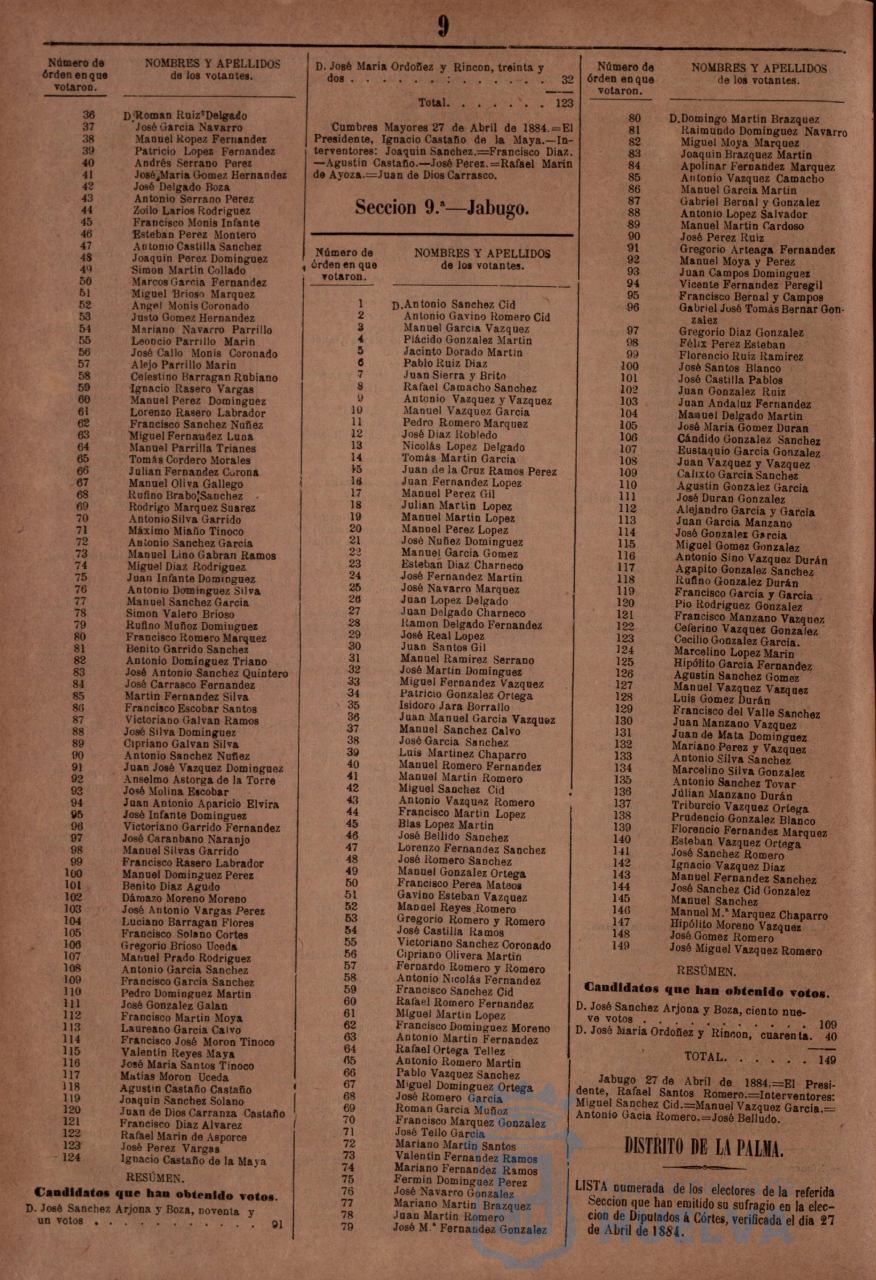 9
Número de
órden en que
votaron.
NOMBRES Y APELLIDOS
de los votantes.
36 D. Roman Ruiz Delgado
37 José Garcia Navarro
38 Manuel Kopez Fernandez
39 Patricio Lopez Fernandez
40 Andrés Serrano Perez
41 José Maria Gomez Hernandez
42 José Delgado Boza
43 Antonio Serrano Perez
44 Zoilo Larios Rodriguez
45 Francisco Monis Infante
46 Esteban Perez Montero
47 Antonio Castilla Sanchez
48 Joaquin Perez Dominguez
49 Simon Martin Collado
50 Marcos Garcia Fernandez
51 Miguel Brioso Marquez
52 Angel Monis Coronado
53 Justo Gomez Hernandez
54 Mariano Navarro Parrillo
55 Leoncio Parrillo Marin
56 José Callo Monis Coronado
57 Alejo Parrillo Marin
58 Celestino Barragan Rubiano
59 Ignacio Rasero Vargas
60 Manuel Perez Dominguez
61 Lorenzo Rasero Labrador
62 Francisco Sanchez Nuñez
63 Miguel Fernandez Luna
64 Manuel Parrilla Trianes
65 Tomás Cordero Morales
66 Julian Fernandez Corona
67 Manuel Oliva Gallego
68 Rufino Brabo Sanchez
69 Rodrigo Marquez Suarez
70 Antonio Silva Garrido
71 Máximo Miaño Tinoco
72 Antonio Sanchez Garcia
73 Manuel Lino Gabran Ramos
74 Miguel Diaz Rodriguez
75 Juan Infante Dominguez
76 Antonio Dominguez Silva
77 Manuel Sanchez Garcia
78 Simon Valero Brioso
79 Rufino Muñoz Dominguez
80 Francisco Romero Marquez
81 Benito Garrido Sanchez
82 Antonio Dominguez Triano
83 José Antonio Sanchez Quintero
84 José Carrasco Fernandez
85 Martin Fernandez Silva
86 Francisco Escobar Santos
87 Victoriano Galvan Ramos
88 José Silva Dominguez
89 Cipriano Galvan Silva
90 Antonio Sanchez Nuñez
91 Juan José Vazquez Dominguez
92 Anselmo Astorga de la Torre
93 José Molina Escobar
94 Juan Antonio Aparicio Elvira
95 José Infante Dominguez
96 Victoriano Garrido Fernandez
97 José Caranbano Naranjo
98 Manuel Silvas Garrido
99 Francisco Rasero Labrador
100 Manuel Dominguez Perez
101 Benito Diaz Agudo
102 Dámazo Moreno Moreno
103 José Antonio Vargas Perez
104 Luciano Barragan Flores
105 Francisco Solano Cortes
106 Gregorio Brioso Uceda
107 Manuel Prado Rodriguez
108 Antonio Garcia Sanchez
109 Francisco Garcia Sanchez
110 Pedro Dominguez Martin
111 José Gonzalez Galan
112 Francisco Martin Moya
113 Laureano Garcia Calvo
114 Francisco José Moron Tinoco
115 Valentin Reyes Maya
116 José Maria Santos Tinoco
117 Matias Moron Uceda
118 Agustin Castaño Castaño
119 Joaquin Sanchez Solano
120 Juan de Dios Carranza Castaño
121 Francisco Diaz Alvarez
122 Rafael Marin de Asporce
123 José Perez Vargas
124 Ignacio Castaño de la Maya
RESÚMEN.
Candidatos que han obtenido votos.
D. José Sanchez Arjona y Boza, noventa y
un votos . . . . . . . . . . 91
D. José Maria Ordoñez y Rincon, treinta y
dos . . . . . . . . . . . 32
Total. . . . . . . 123
Cumbres Mayores 27 de Abril de 1884.=El
Presidente, Ignacio Castaño de la Maya.—In-
terventores: Joaquin Sanchez.=Francisco Diaz.
—Agustin Castaño.—José Perez.=Rafael Marin
de Ayoza.=Juan de Dios Carrasco.
Seccion 9.ª—Jabugo.
Número de
órden en que
votaron.
NOMBRES Y APELLIDOS
de los votantes.
1 D. Antonio Sanchez Cid
2 Antonio Gavino Romero Cid
3 Manuel Garcia Vazquez
4 Plácido Gonzalez Martin
5 Jacinto Dorado Martin
6 Pablo Ruiz Diaz
7 Juan Sierra y Brito
8 Rafael Camacho Sanchez
9 Antonio Vazquez y Vazquez
10 Manuel Vazquez Garcia
11 Pedro Romero Marquez
12 José Diaz Robledo
13 Nicolás Lopez Delgado
14 Tomás Martin Garcia
15 Juan de la Cruz Ramos Perez
16 Juan Fernandez Lopez
17 Manuel Perez Gil
18 Julian Martin Lopez
19 Manuel Martin Lopez
20 Manuel Perez Lopez
21 José Nuñez Dominguez
22 Manuel Garcia Gomez
23 Esteban Diaz Charneco
24 José Fernandez Martin
25 José Navarro Marquez
26 Juan Lopez Delgado
27 Juan Delgado Charneco
28 Ramon Delgado Fernandez
29 José Real Lopez
30 Juan Santos Gil
31 Manuel Ramirez Serrano
32 José Martin Dominguez
33 Miguel Fernandez Vazquez
34 Patricio Gonzalez Ortega
35 Isidoro Jara Borrallo
36 Juan Manuel Garcia Vazquez
37 Manuel Sanchez Calvo
38 José Garcia Sanchez
39 Luis Martinez Chaparro
40 Manuel Romero Fernandez
41 Manuel Martin Romero
42 Miguel Sanchez Cid
43 Antonio Vazquez Romero
44 Francisco Martin Lopez
45 Blas Lopez Martin
46 José Bellido Sanchez
47 Lorenzo Fernandez Sanchez
48 José Romero Sanchez
49 Manuel Gonzalez Ortega
50 Francisco Perea Mateos
51 Gavino Estevan Vazquez
52 Manuel Reyes Romero
53 Gregorio Romero y Romero
54 José Castilla Ramos
55 Victoriano Sanchez Coronado
56 Cipriano Olivera Martin
57 Fernardo Romero y Romero
58 Antonio Nicolás Fernandez
59 Francisco Sanchez Cid
60 Rafael Romero Fernandez
61 Miguel Martin Lopez
62 Francisco Dominguez Moreno
63 Antonio Martin Fernandez
64 Rafael Ortega Tellez
65 Antonio Romero Martin
66 Pablo Vazquez Sanchez
67 Miguel Dominguez Ortega
68 José Romero Garcia
69 Roman Garcia Muñoz
70 Francisco Marquez Gonzalez
71 José Tello Garcia
72 Mariano Martin Santos
73 Valentin Fernandez Ramos
74 Mariano Fernandez Ramos
75 Fermin Dominguez Perez
76 José Navarro Gonzalez
77 Mariano Martin Brazquez
78 Juan Martin Romero
79 José M.ª Fernandez Gonzalez
Número de
órden en que
votaron.
NOMBRES Y APELLIDOS
de los votantes.
80 D. Domingo Martin Brazquez
81 Raimundo Dominguez Navarro
82 Miguel Moya Marquez
83 Joaquin Brazquez Martin
84 Apolinar Fernandez Marquez
85 Antonio Vazquez Camacho
86 Manuel Garcia Martin
87 Gabriel Bernal y Gonzalez
88 Antonio Lopez Salvador
89 Manuel Martin Cardoso
90 José Perez Ruiz
91 Gregorio Arteaga Fernandez
92 Manuel Moya y Perez
93 Juan Campos Dominguez
94 Vicente Fernandez Peregil
95 Francisco Bernal y Campos
96 Gabriel José Tomás Bernar Gon-
zalez
97 Gregorio Diaz Gonzalez
98 Félix Perez Esteban
99 Florencio Ruiz Ramirez
100 José Santos Blanco
101 José Castilla Pablos
102 Juan Gonzalez Ruiz
103 Juan Andaluz Fernandez
104 Manuel Delgado Martin
105 José Maria Gomez Duran
106 Cándido Gonzalez Sanchez
107 Eustaquio Garcia Gonzalez
108 Juan Vazquez y Vazquez
109 Calixto Garcia Sanchez
110 Agustin Gonzalez Garcia
111 José Duran Gonzalez
112 Alejandro Garcia y Garcia
113 Juan Garcia Manzano
114 José Gonzalez Garcia
115 Miguel Gomez Gonzalez
116 Antonio Sino Vazquez Durán
117 Agapito Gonzalez Sanchez
118 Rufino Gonzalez Durán
119 Francisco Garcia y Garcia
120 Pio Rodriguez Gonzalez
121 Francisco Manzano Vazquez
122 Ceferino Vazquez Gonzalez
123 Cecilio Gonzalez Garcia.
124 Marcelino Lopez Marin
125 Hipólito Garcia Fernandez
126 Agustin Sanchez Gomez
127 Manuel Vazquez Vazquez
128 Luis Gomez Durán
129 Francisco del Valle Sanchez
130 Juan Manzano Vazquez
131 Juan de Mata Dominguez
132 Mariano Perez y Vazquez
133 Antonio Silva Sanchez
134 Marcelino Silva Gonzalez
135 Antonio Sanchez Tovar
136 Júlian Manzano Durán
137 Triburcio Vazquez Ortega
138 Prudencio Gonzalez Blanco
139 Florencio Fernandez Marquez
140 Esteban Vazquez Ortega
141 José Sanchez Romero
142 Ignacio Vazquez Diaz
143 Manuel Fernandez Sanchez
144 José Sanchez Cid Gonzalez
145 Manuel Sanchez
146 Manuel M.ª Marquez Chaparro
147 Hipólito Moreno Vazquez
148 José Gomez Romero
149 José Miguel Vazquez Romero
RESÚMEN.
Candidatos que han obtenido votos.
D. José Sanchez Arjona y Boza, ciento nue-
ve votos . . . . . . . . . . 109
D. José Maria Ordoñez y Rincon, cuarenta. 40
TOTAL. . . . . . 149
Jabugo 27 de Abril de 1884.=El Presi-
dente, Rafael Santos Romero.=Interventores:
Miguel Sanchez Cid.=Manuel Vazquez Garcia.=
Antonio Gacia Romero.=José Belludo.
DISTRITO DE LA PALMA.
LISTA numerada de los electores de la referida
Seccion que han emitido su sufragio en la elec-
cion de Diputados á Córtes, verificada el dia 27
de Abril de 1884.